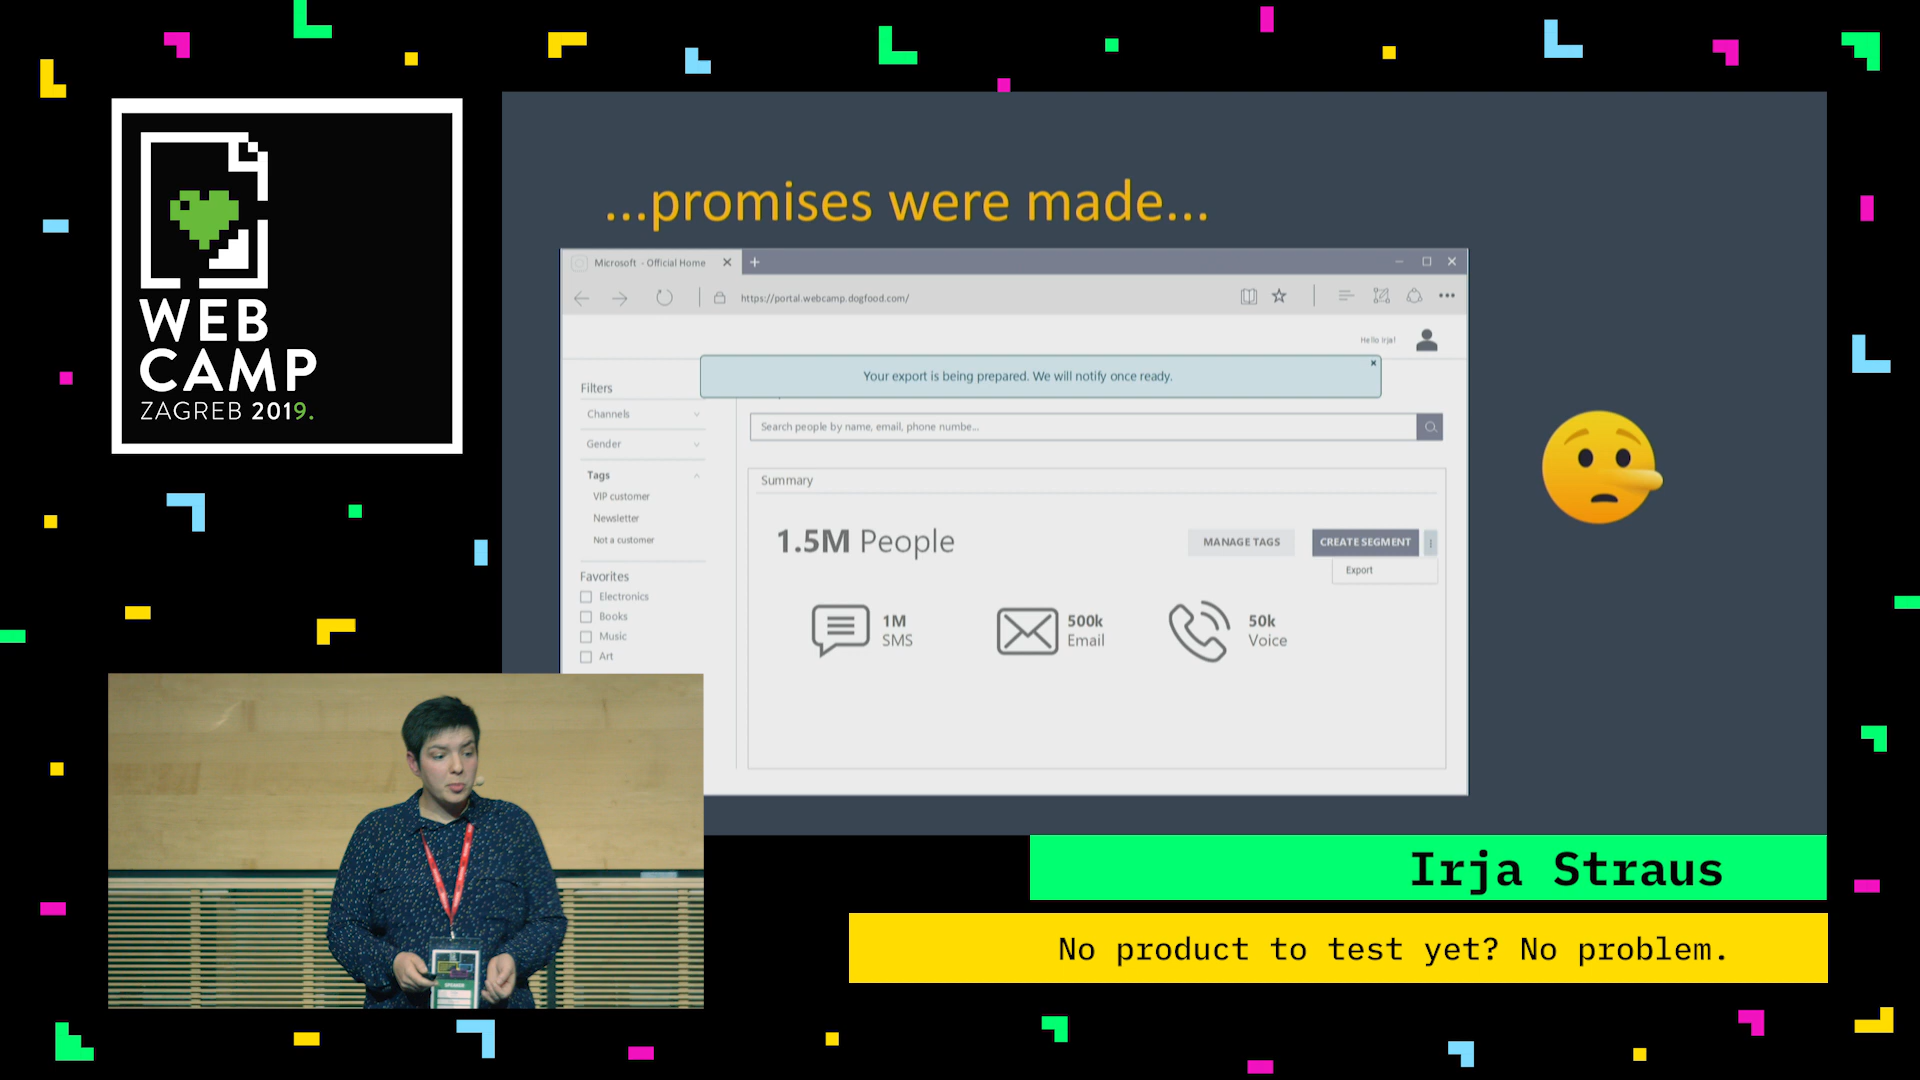 WEB
CAMP
ZAGREB 2019.
...promises were made...
Microsoft - Official Home
https://portal.webcamp.dogfood.com/
Hello Irja!
Your export is being prepared. We will notify once ready.
Filters
Channels
Gender
Tags
VIP customer
Newsletter
Not a customer
Favorites
Electronics
Books
Music
Art
Search people by name, email, phone numbe...
Summary
1.5M People
MANAGE TAGS
CREATE SEGMENT
Export
1M
SMS
500k
Email
50k
Voice
SPEAKER
Irja Straus
No product to test yet? No problem.